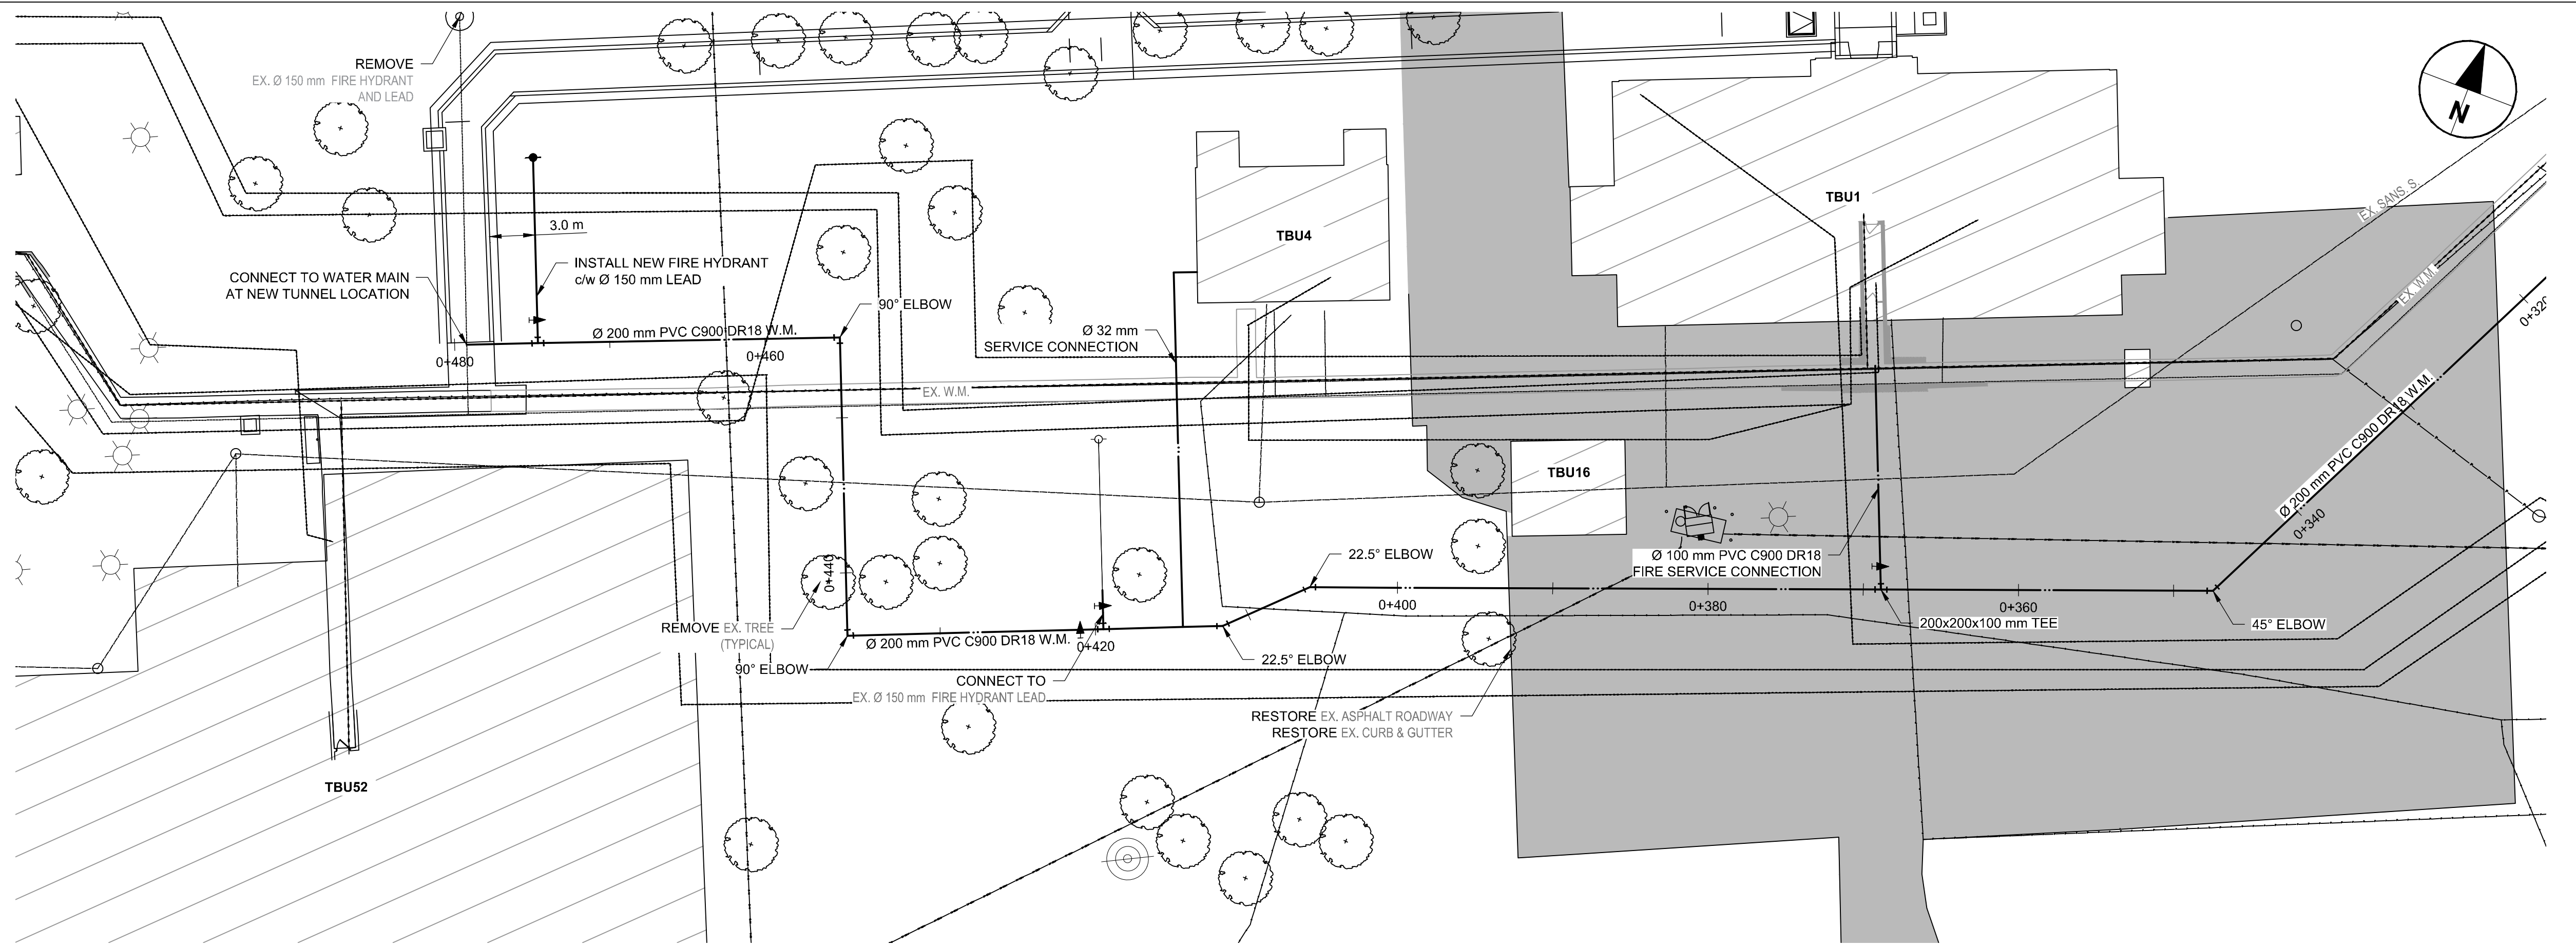 REMOVE
EX. Ø 150 mm FIRE HYDRANT
AND LEAD
N
3.0 m
TBU1
TBU4
EX. SANS. S.
INSTALL NEW FIRE HYDRANT
c/w Ø 150 mm LEAD
CONNECT TO WATER MAIN
AT NEW TUNNEL LOCATION
90° ELBOW
Ø 200 mm PVC C900 DR18 W.M.
0+480
0+460
Ø 32 mm
SERVICE CONNECTION
EX. W.M.
0+320
EX. W.M.
Ø 200 mm PVC C900 DR18 W.M.
0+340
TBU16
Ø 100 mm PVC C900 DR18
FIRE SERVICE CONNECTION
22.5° ELBOW
0+440
0+400
0+380
0+360
200x200x100 mm TEE
45° ELBOW
REMOVE EX. TREE
(TYPICAL)
Ø 200 mm PVC C900 DR18 W.M.
0+420
90° ELBOW
22.5° ELBOW
CONNECT TO
EX. Ø 150 mm FIRE HYDRANT LEAD
RESTORE EX. ASPHALT ROADWAY
RESTORE EX. CURB & GUTTER
TBU52